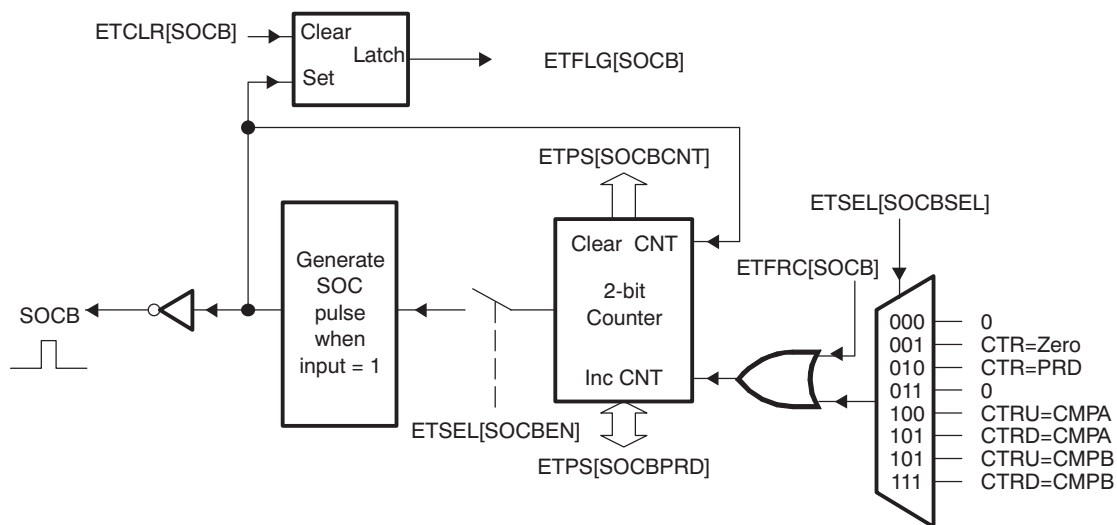 ETCLR[SOCB]
Clear
Latch
Set
ETFLG[SOCB]
ETPS[SOCBCNT]
ETSEL[SOCBSEL]
Generate
SOC
pulse
when
input = 1
Clear CNT
2-bit
Counter
Inc CNT
ETFRC[SOCB]
SOCB
ETSEL[SOCBEN]
ETPS[SOCBPRD]
000 0
001 CTR=Zero
010 CTR=PRD
011 0
100 CTRU=CMPA
101 CTRD=CMPA
101 CTRU=CMPB
111 CTRD=CMPB